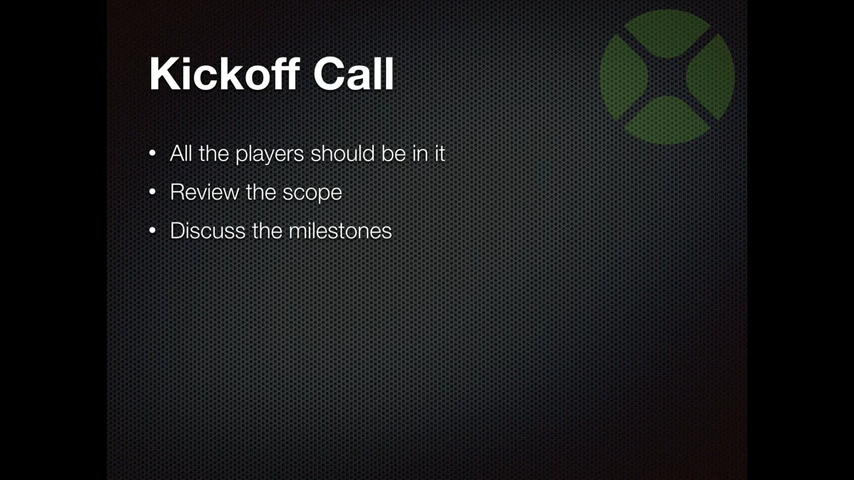 Kickoff Call
• All the players should be in it
• Review the scope
• Discuss the milestones